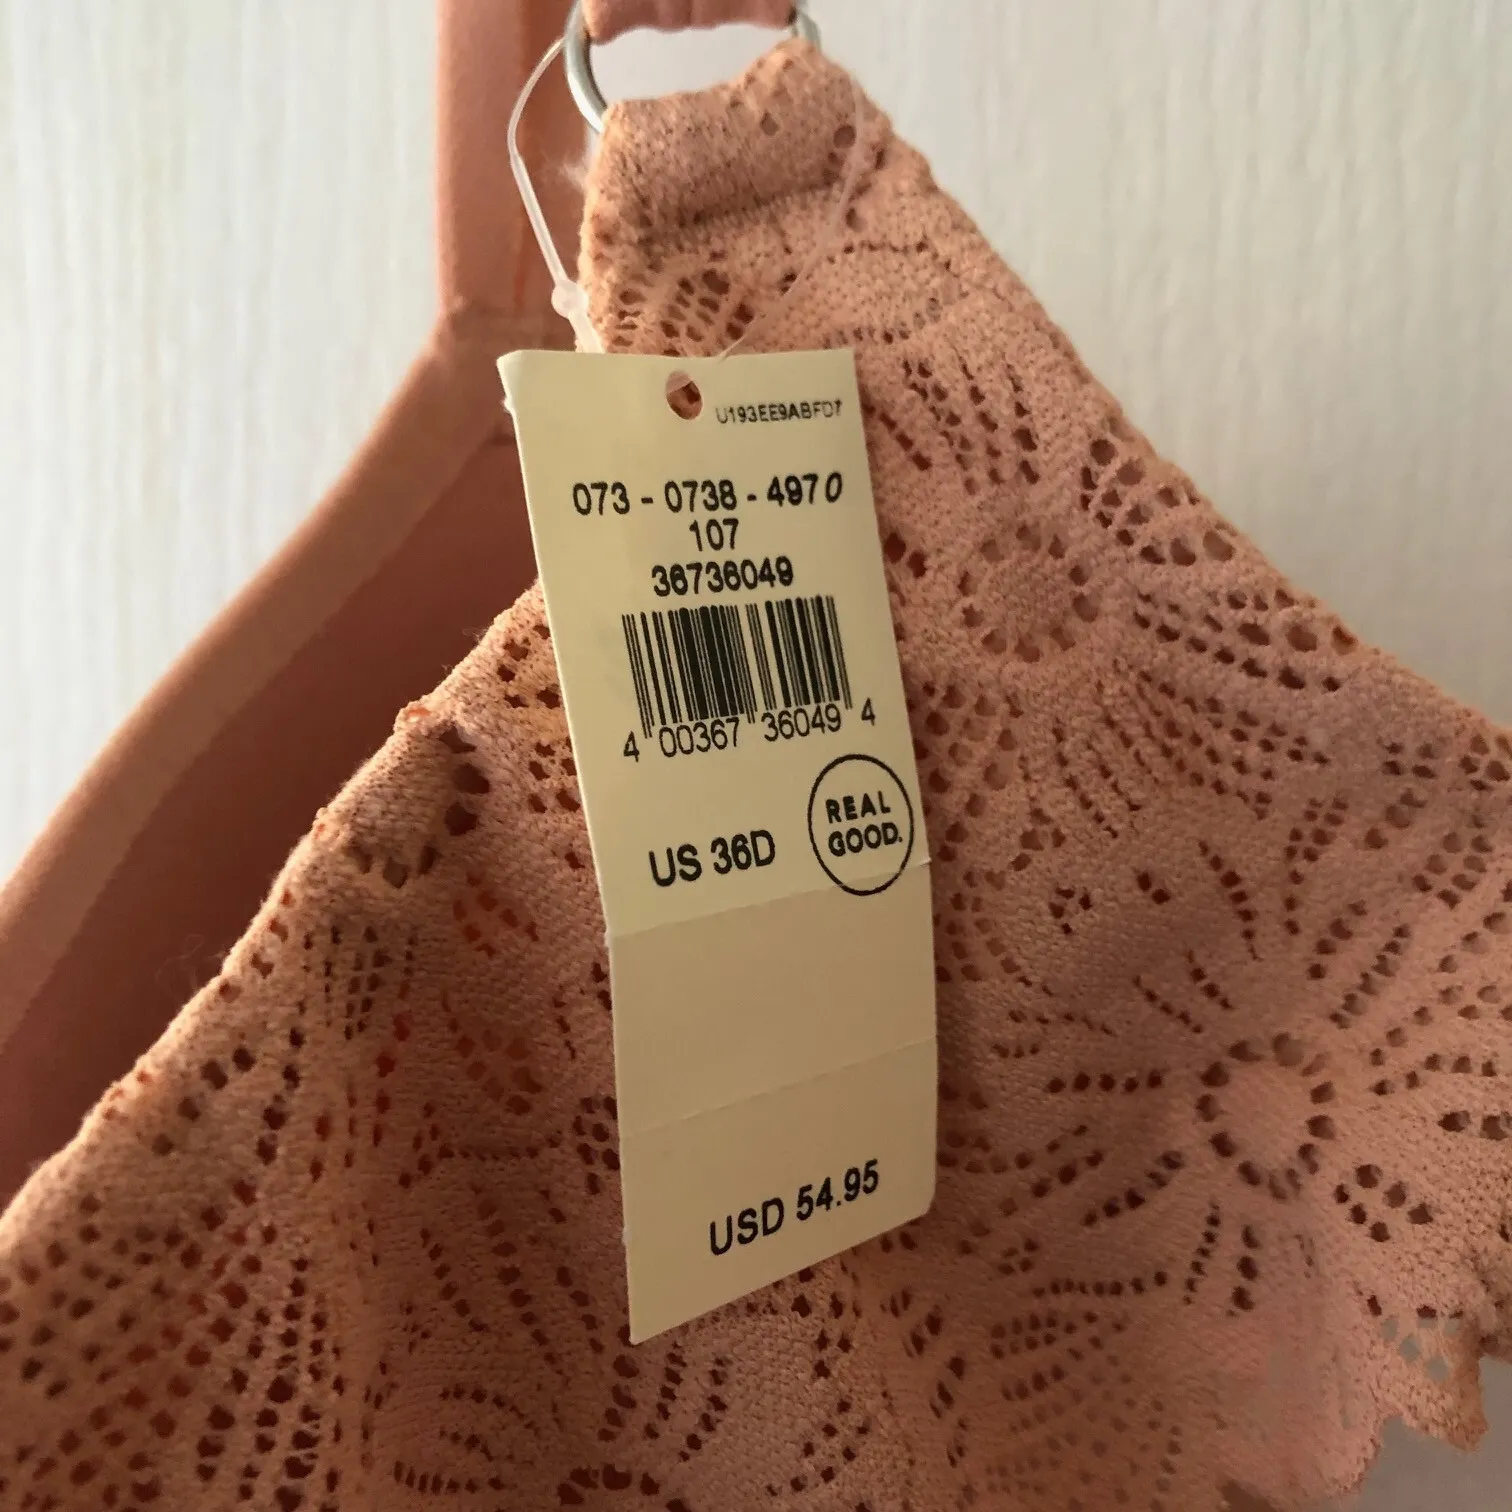 U193EE9ABFD7
073 - 0738 - 4970
107
36736049
4 00367 36049 4
REAL
GOOD.
US 36D
USD 54.95